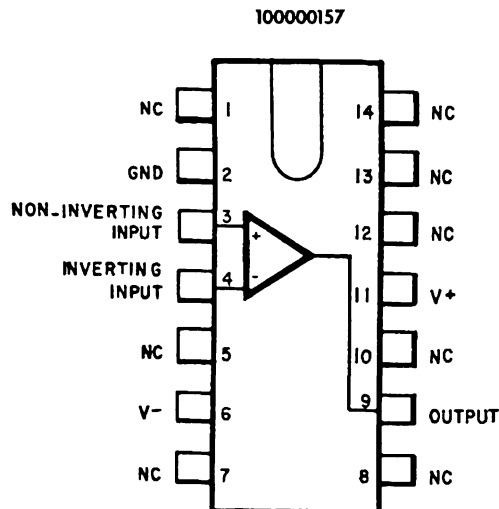 100000157
NC 1 14 NC
GND 2 13 NC
NON-INVERTING
INPUT 3 + 12 NC
INVERTING
INPUT 4 - 11 V+
NC 5 10 NC
V- 6 9 OUTPUT
NC 7 8 NC